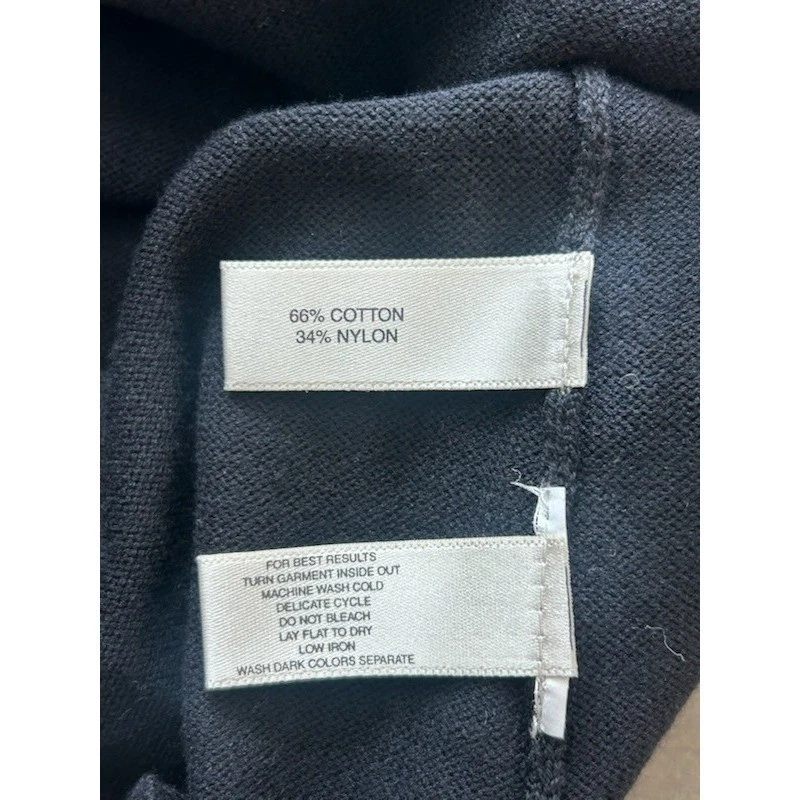 66% COTTON
34% NYLON
FOR BEST RESULTS
TURN GARMENT INSIDE OUT
MACHINE WASH COLD
DELICATE CYCLE
DO NOT BLEACH
LAY FLAT TO DRY
LOW IRON
WASH DARK COLORS SEPARATE